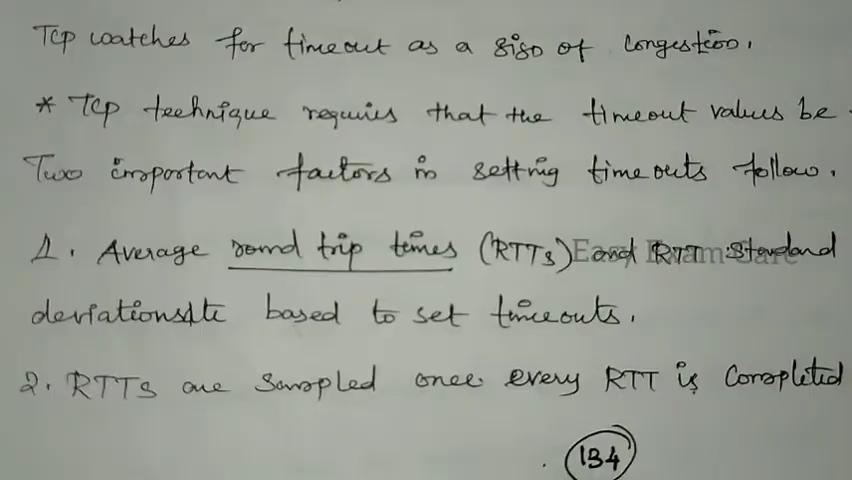 TCP watches for timeout as a sign of congestion.
* TCP technique requires that the timeout values be
Two important factors in setting timeouts follow.
1. Average round trip times (RTTs) and RTT standard
deviations based to set timeouts.
2. RTTs are sampled once every RTT is completed
134